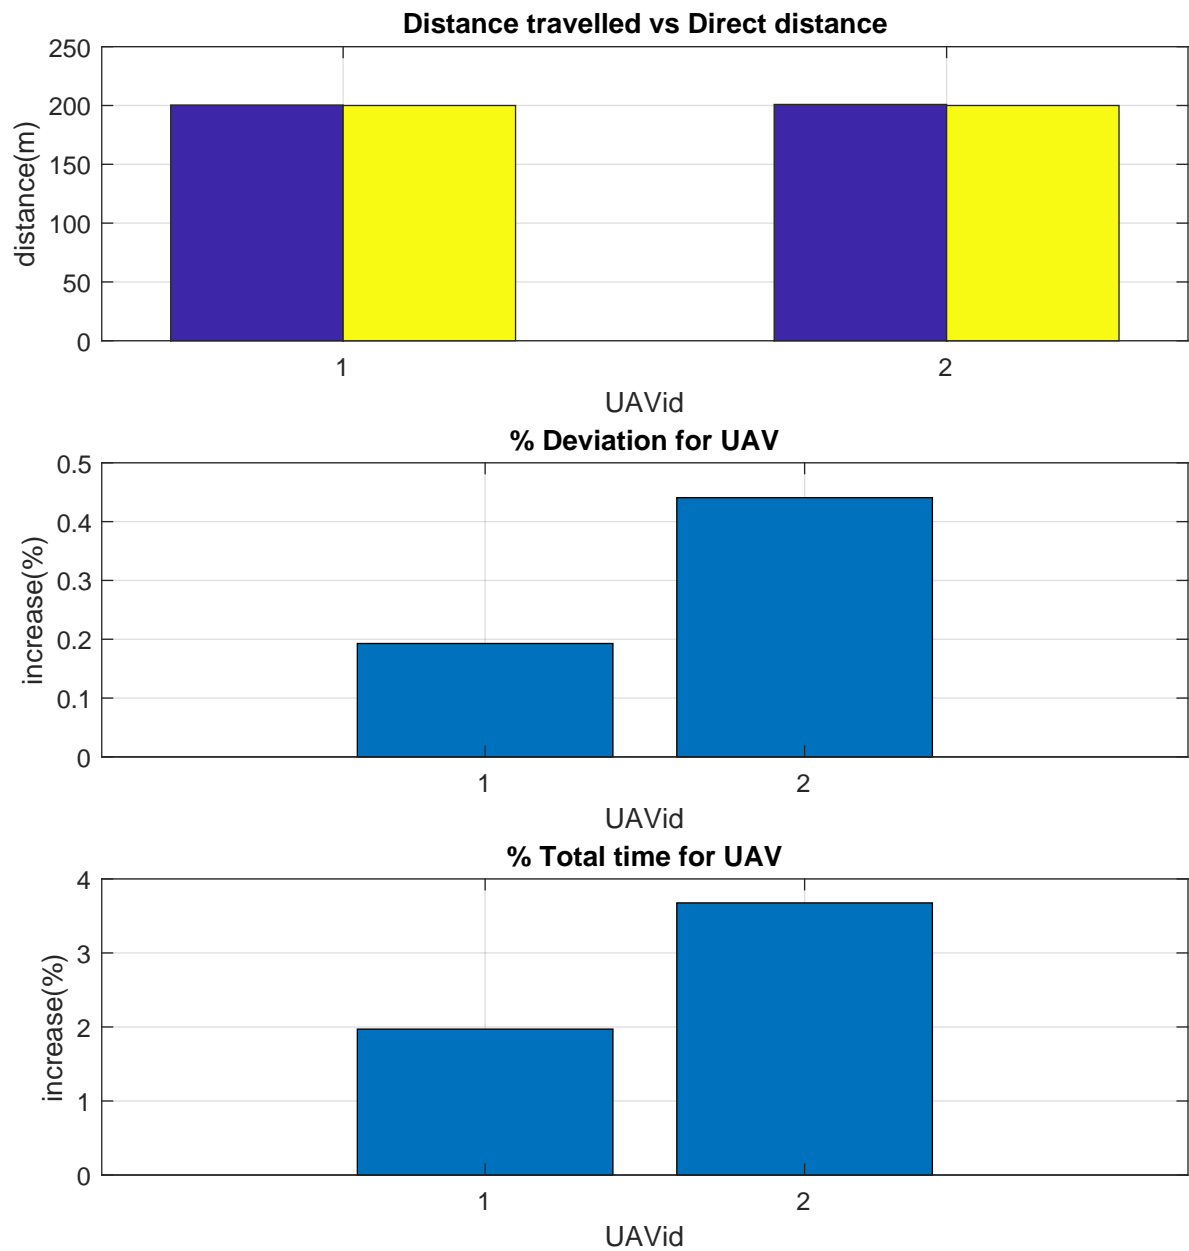 Distance travelled vs Direct distance
250
200
150
100
50
0
distance(m)
1 2
UAVid
% Deviation for UAV
0.5
0.4
0.3
0.2
0.1
0
increase(%)
1 2
UAVid
% Total time for UAV
4
3
2
1
0
increase(%)
1 2
UAVid